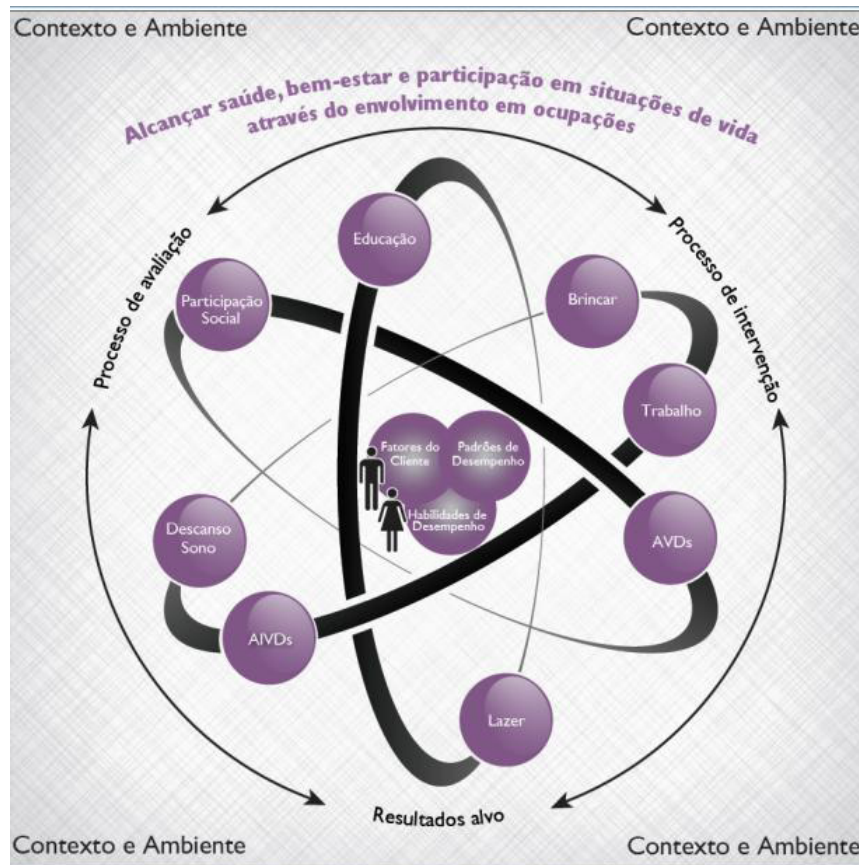 Contexto e Ambiente
Contexto e Ambiente
Alcançar saúde, bem-estar e participação em situações de vida
através do envolvimento em ocupações
Processo de avaliação
Processo de intervenção
Educação
Participação
Social
Brincar
Trabalho
Fatores do
Cliente
Padrões de
Desempenho
Habilidades de
Desempenho
Descanso
Sono
AVDs
AIVDs
Lazer
Resultados alvo
Contexto e Ambiente
Contexto e Ambiente